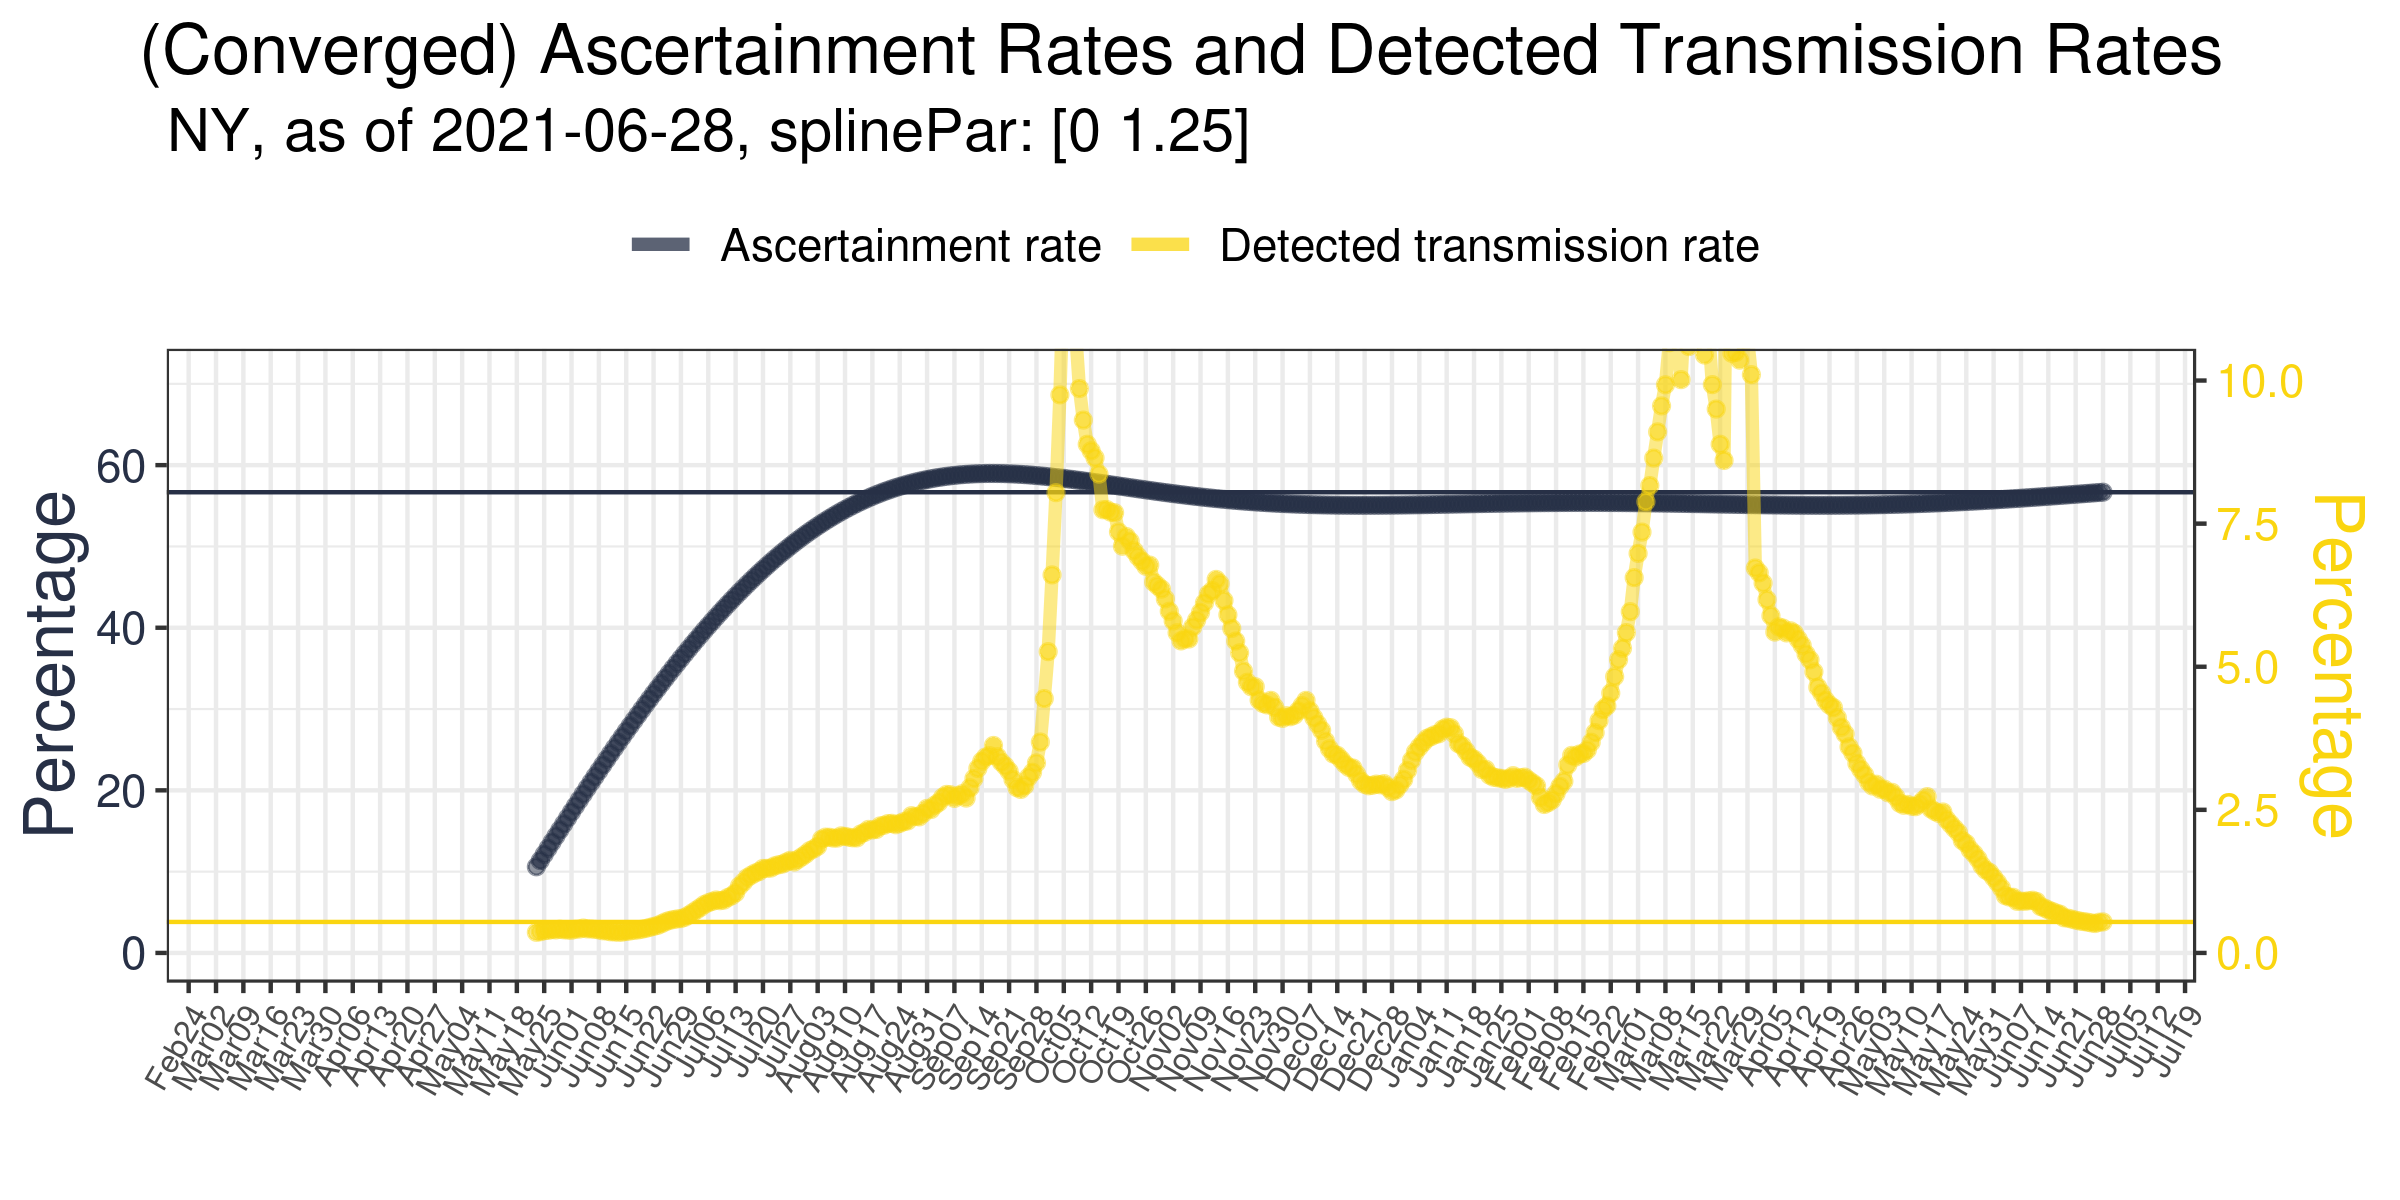 (Converged) Ascertainment Rates and Detected Transmission Rates
NY, as of 2021-06-28, splinePar: [0 1.25]
Ascertainment rate
Detected transmission rate
Percentage
60
40
20
0
10.0
7.5
5.0
2.5
0.0
Percentage
Feb24
Mar02
Mar09
Mar16
Mar23
Mar30
Apr06
Apr13
Apr20
Apr27
May04
May11
May18
May25
Jun01
Jun08
Jun15
Jun22
Jun29
Jul06
Jul13
Jul20
Jul27
Aug03
Aug10
Aug17
Aug24
Aug31
Sep07
Sep14
Sep21
Sep28
Oct05
Oct12
Oct19
Oct26
Nov02
Nov09
Nov16
Nov23
Nov30
Dec07
Dec14
Dec21
Dec28
Jan04
Jan11
Jan18
Jan25
Feb01
Feb08
Feb15
Feb22
Mar01
Mar08
Mar15
Mar22
Mar29
Apr05
Apr12
Apr19
Apr26
May03
May10
May17
May24
May31
Jun07
Jun14
Jun21
Jun28
Jul05
Jul12
Jul19